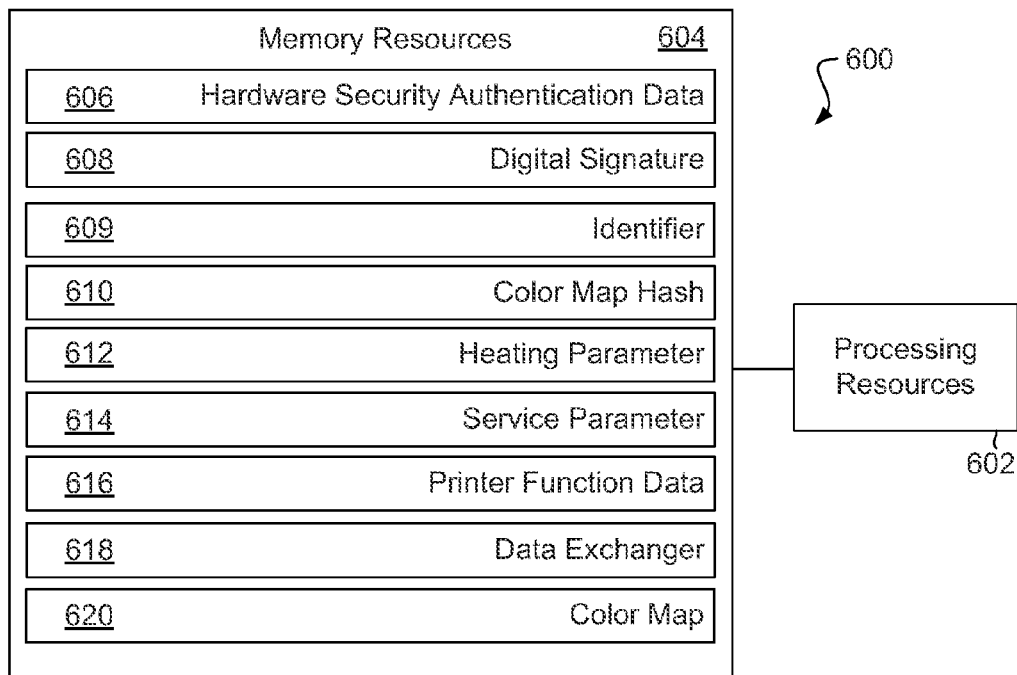 Memory Resources 604
600
606 Hardware Security Authentication Data
608 Digital Signature
609 Identifier
610 Color Map Hash
612 Heating Parameter
614 Service Parameter
616 Printer Function Data
618 Data Exchanger
620 Color Map
Processing
Resources
602